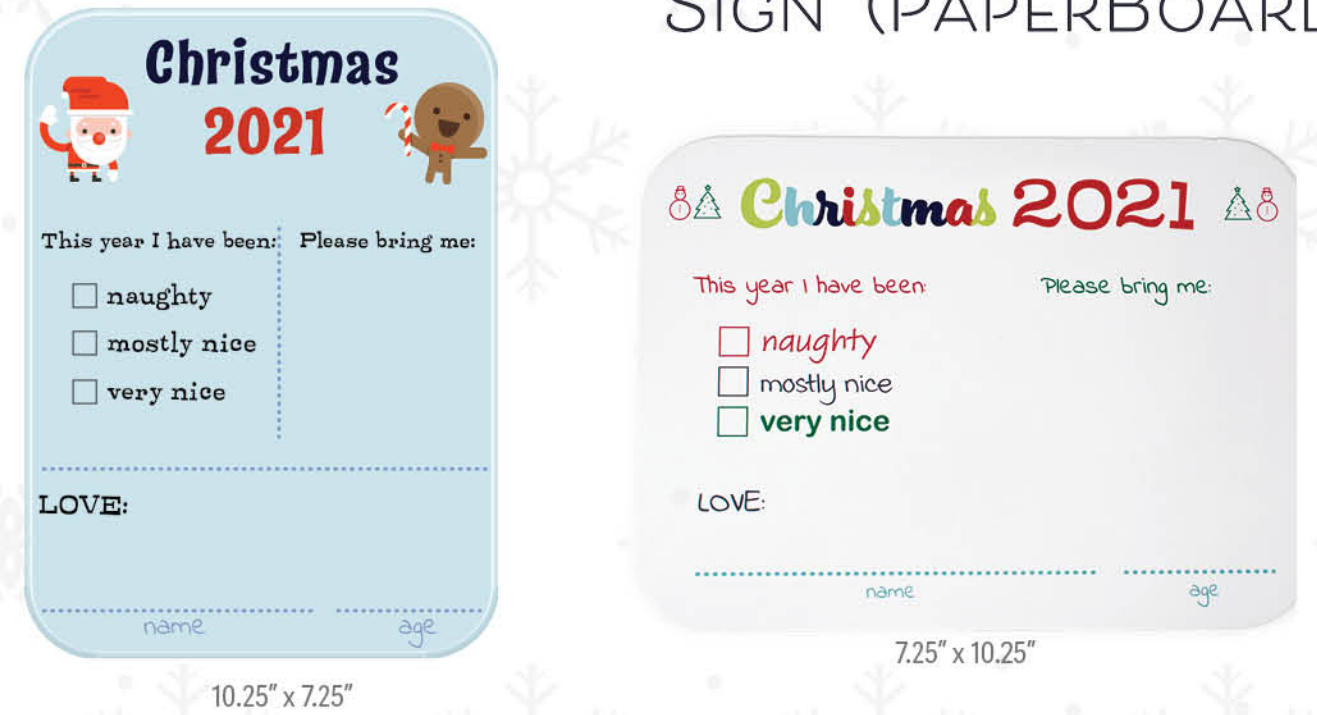 SIGN (PAPERBOARD
Christmas
2021
This year I have been:
Please bring me:
naughty
mostly nice
very nice
LOVE:
name
age
10.25" x 7.25"
Christmas 2021
This year I have been:
Please bring me:
naughty
mostly nice
very nice
LOVE:
name
age
7.25" x 10.25"